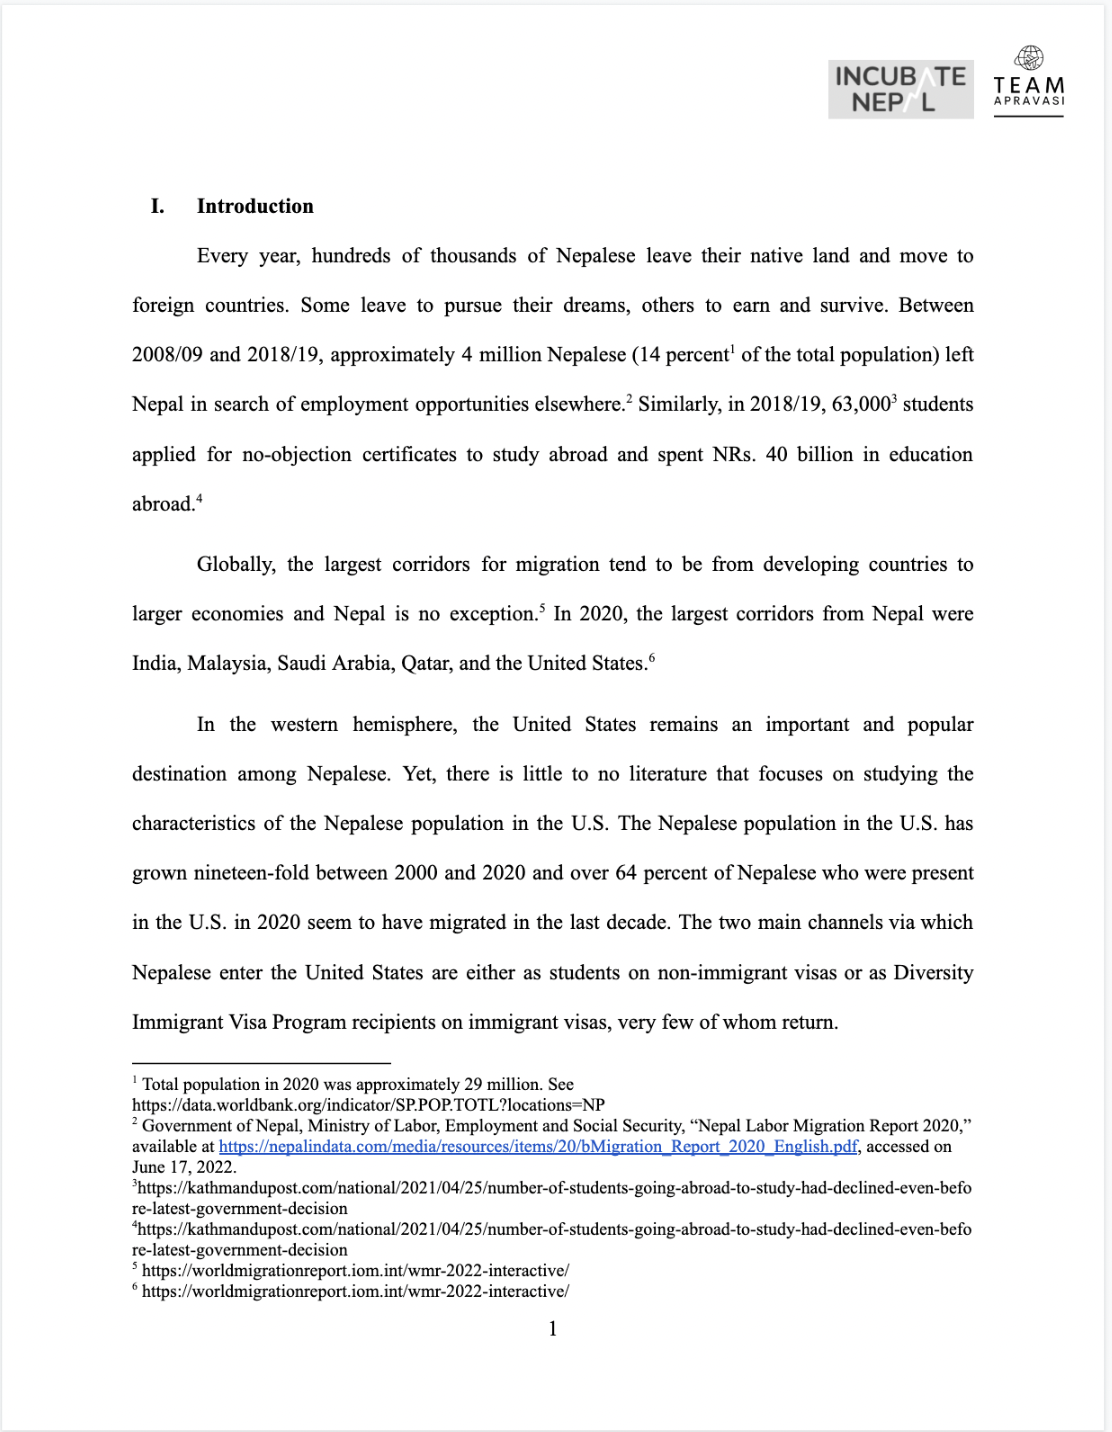 INCUBATE
NEPAL
TEAM
APRAVASI
I. Introduction
Every year, hundreds of thousands of Nepalese leave their native land and move to
foreign countries. Some leave to pursue their dreams, others to earn and survive. Between
2008/09 and 2018/19, approximately 4 million Nepalese (14 percent¹ of the total population) left
Nepal in search of employment opportunities elsewhere.² Similarly, in 2018/19, 63,000³ students
applied for no-objection certificates to study abroad and spent NRs. 40 billion in education
abroad.⁴
Globally, the largest corridors for migration tend to be from developing countries to
larger economies and Nepal is no exception.⁵ In 2020, the largest corridors from Nepal were
India, Malaysia, Saudi Arabia, Qatar, and the United States.⁶
In the western hemisphere, the United States remains an important and popular
destination among Nepalese. Yet, there is little to no literature that focuses on studying the
characteristics of the Nepalese population in the U.S. The Nepalese population in the U.S. has
grown nineteen-fold between 2000 and 2020 and over 64 percent of Nepalese who were present
in the U.S. in 2020 seem to have migrated in the last decade. The two main channels via which
Nepalese enter the United States are either as students on non-immigrant visas or as Diversity
Immigrant Visa Program recipients on immigrant visas, very few of whom return.
¹ Total population in 2020 was approximately 29 million. See
https://data.worldbank.org/indicator/SP.POP.TOTL?locations=NP
² Government of Nepal, Ministry of Labor, Employment and Social Security, “Nepal Labor Migration Report 2020,”
available at https://nepalindata.com/media/resources/items/20/bMigration_Report_2020_English.pdf, accessed on
June 17, 2022.
³https://kathmandupost.com/national/2021/04/25/number-of-students-going-abroad-to-study-had-declined-even-befo
re-latest-government-decision
⁴https://kathmandupost.com/national/2021/04/25/number-of-students-going-abroad-to-study-had-declined-even-befo
re-latest-government-decision
⁵ https://worldmigrationreport.iom.int/wmr-2022-interactive/
⁶ https://worldmigrationreport.iom.int/wmr-2022-interactive/
1